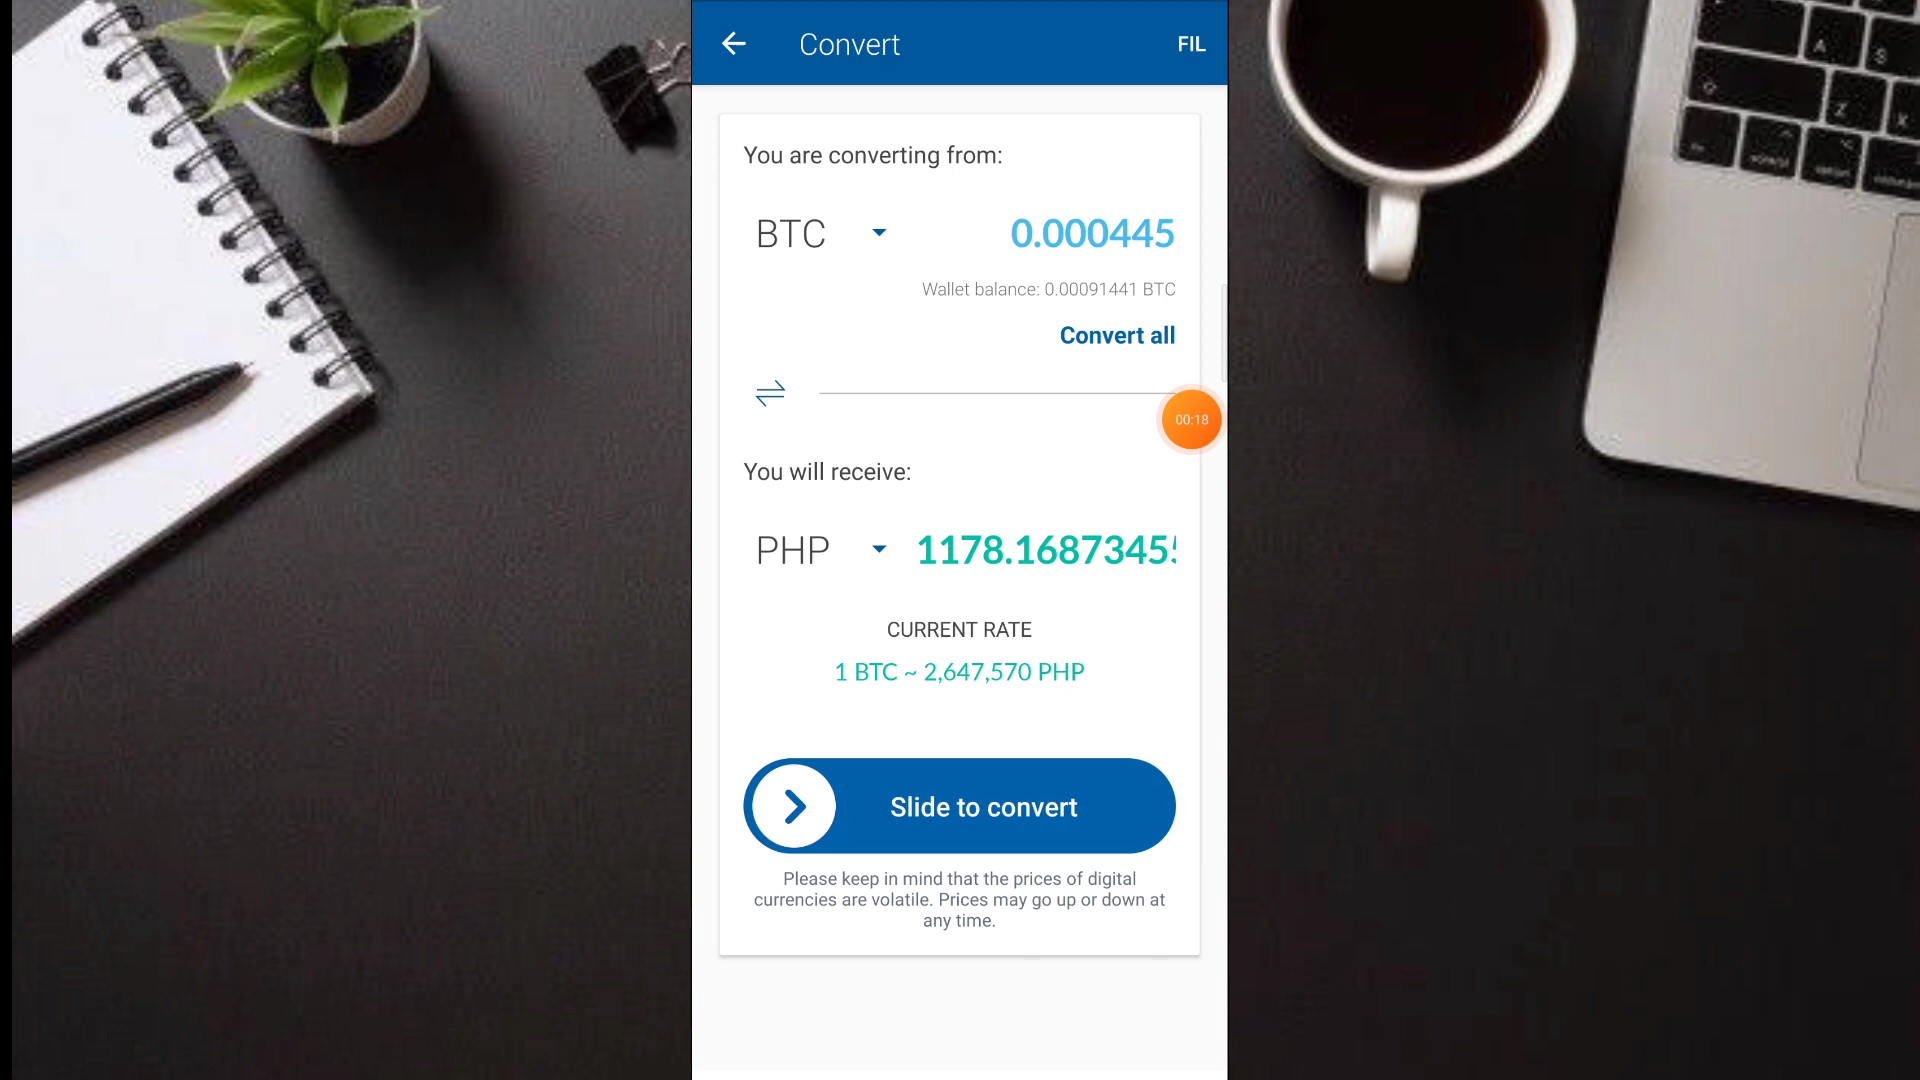 Convert
FIL
You are converting from:
BTC
0.000445
Wallet balance: 0.00091441 BTC
Convert all
00:18
You will receive:
PHP
1178.16873455
CURRENT RATE
1 BTC ~ 2,647,570 PHP
Slide to convert
Please keep in mind that the prices of digital
currencies are volatile. Prices may go up or down at
any time.
A
S
Z
X